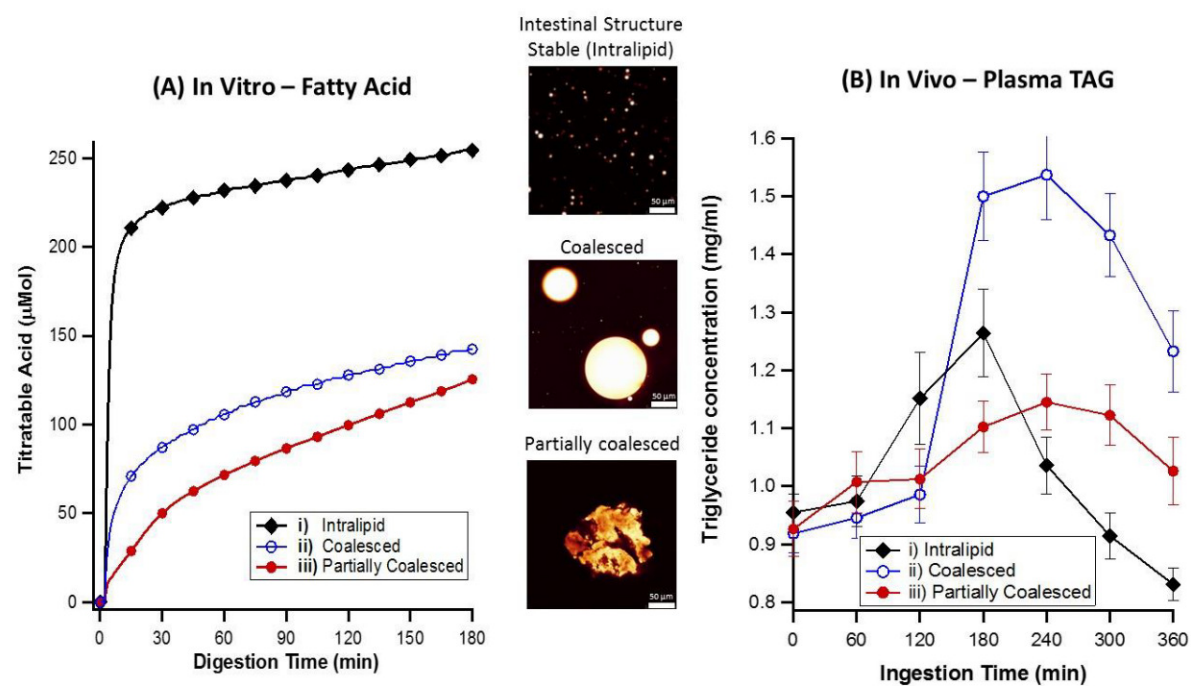 (A) In Vitro – Fatty Acid
Titratable Acid (µMol)
250
200
150
100
50
0
i) Intralipid
ii) Coalesced
iii) Partially Coalesced
0 30 60 90 120 150 180
Digestion Time (min)
Intestinal Structure
Stable (Intralipid)
50 µm
Coalesced
50 µm
Partially coalesced
50 µm
(B) In Vivo – Plasma TAG
Triglyceride concentration (mg/ml)
1.6
1.5
1.4
1.3
1.2
1.1
1.0
0.9
0.8
i) Intralipid
ii) Coalesced
iii) Partially Coalesced
0 60 120 180 240 300 360
Ingestion Time (min)